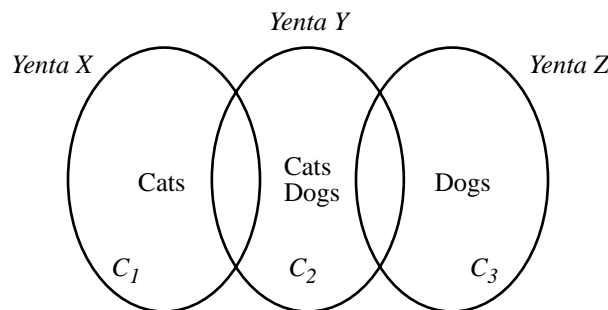 Yenta Y
Yenta X
Yenta Z
Cats
Cats
Dogs
Dogs
C1
C2
C3